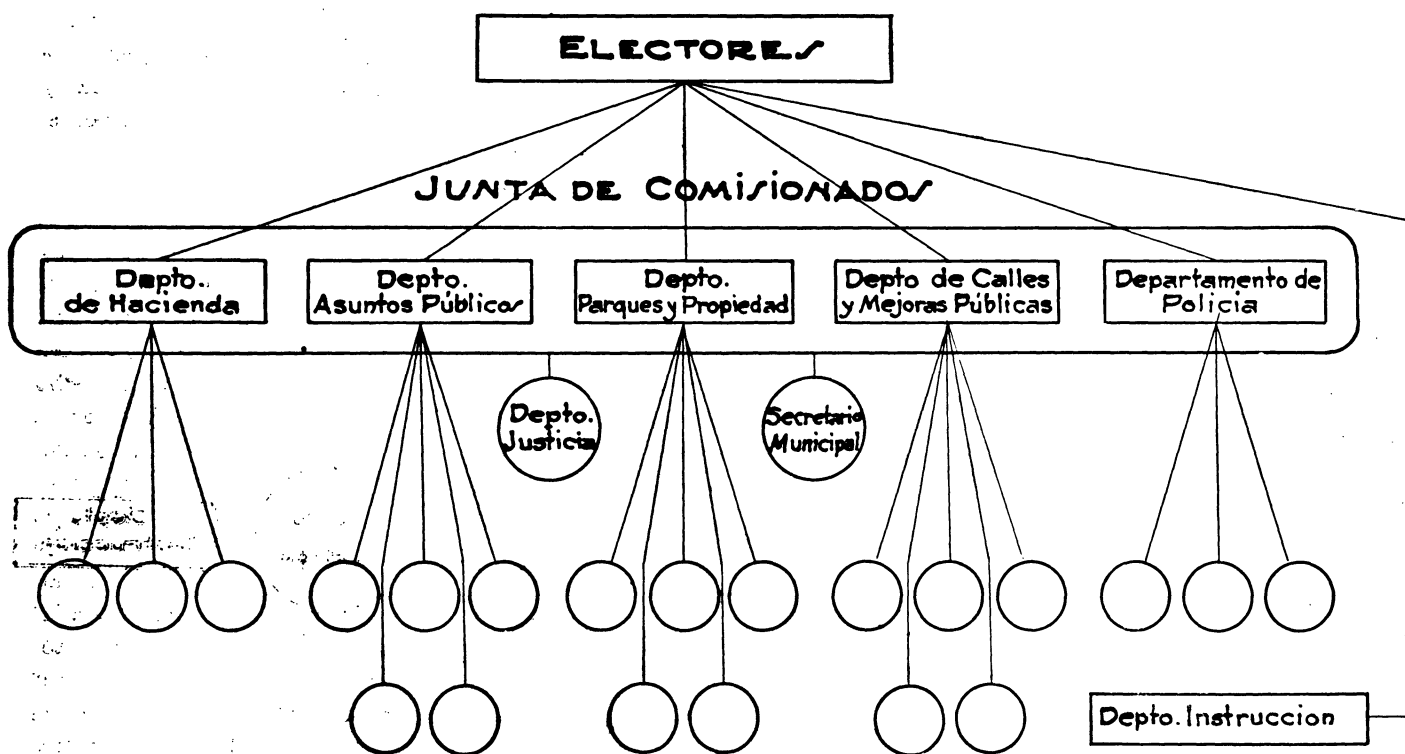 ELECTORES
JUNTA DE COMISIONADOS
Depto.
de Hacienda
Depto.
Asuntos Públicos
Depto.
Parques y Propiedad
Depto de Calles
y Mejoras Públicas
Departamento de
Policia
Depto.
Justicia
Secretario
Municipal
Depto. Instruccion